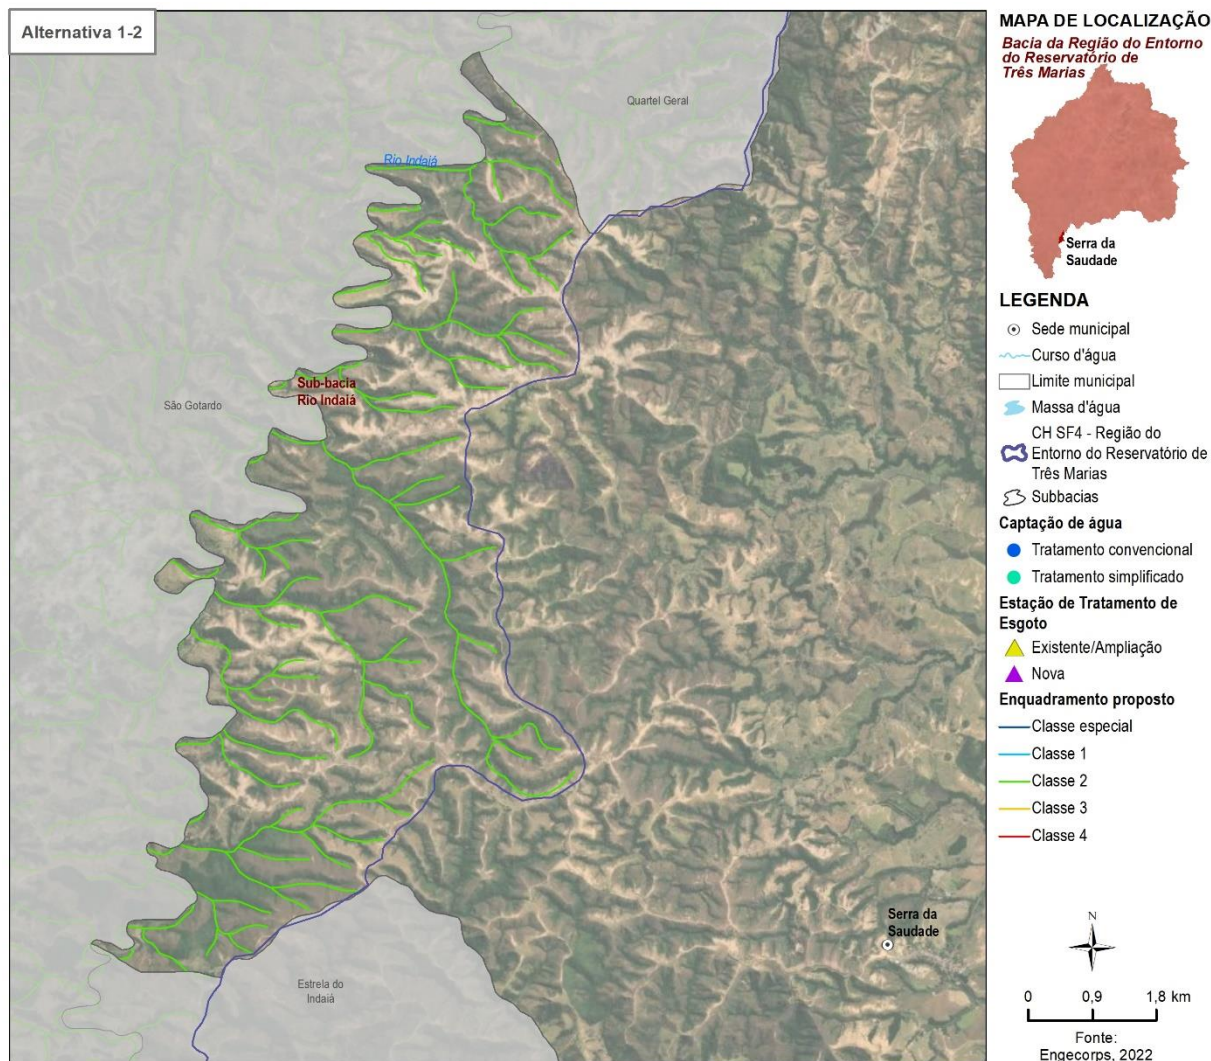 Alternativa 1-2
Quartel Geral
Rio Indaiá
Sub-bacia
Rio Indaiá
São Gotardo
Serra da
Saudade
Estrela do
Indaiá
MAPA DE LOCALIZAÇÃO
Bacia da Região do Entorno
do Reservatório de
Três Marias
Serra da
Saudade
LEGENDA
Sede municipal
Curso d'água
Limite municipal
Massa d'água
CH SF4 - Região do
Entorno do Reservatório de
Três Marias
Subbacias
Captação de água
Tratamento convencional
Tratamento simplificado
Estação de Tratamento de
Esgoto
Existente/Ampliação
Nova
Enquadramento proposto
Classe especial
Classe 1
Classe 2
Classe 3
Classe 4
N
0 0,9 1,8 km
Fonte:
Engecorps, 2022